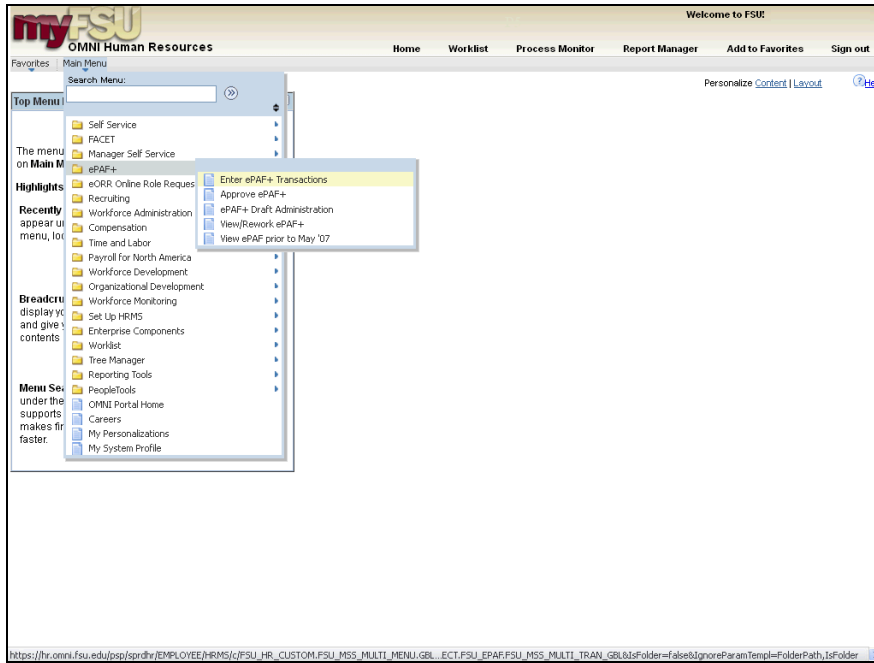 myFSU
Welcome to FSU!
OMNI Human Resources
Home Worklist Process Monitor Report Manager Add to Favorites Sign out
Favorites Main Menu
Search Menu:
Personalize Content | Layout He
Top Menu
Self Service
FACET
The menu
Manager Self Service
on Main M
ePAF+
Enter ePAF+ Transactions
Highlights
eORR Online Role Reques
Approve ePAF+
Recruiting
Recently
Workforce Administration
ePAF+ Draft Administration
appear u
Compensation
View/Rework ePAF+
menu, loc
Time and Labor
View ePAF prior to May '07
Payroll for North America
Workforce Development
Organizational Development
Breadcru
Workforce Monitoring
display yo
Set Up HRMS
and give y
Enterprise Components
contents
Worklist
Tree Manager
Reporting Tools
Menu Sea
PeopleTools
under the
OMNI Portal Home
supports
Careers
makes fir
My Personalizations
faster.
My System Profile
https://hr.omni.fsu.edu/psp/sprdhr/EMPLOYEE/HRMS/c/FSU_HR_CUSTOM.FSU_MSS_MULTI_MENU.GBL...ECT.FSU_EPAF.FSU_MSS_MULTI_TRAN_GBL&IsFolder=false&IgnoreParamTempl=FolderPath,IsFolder